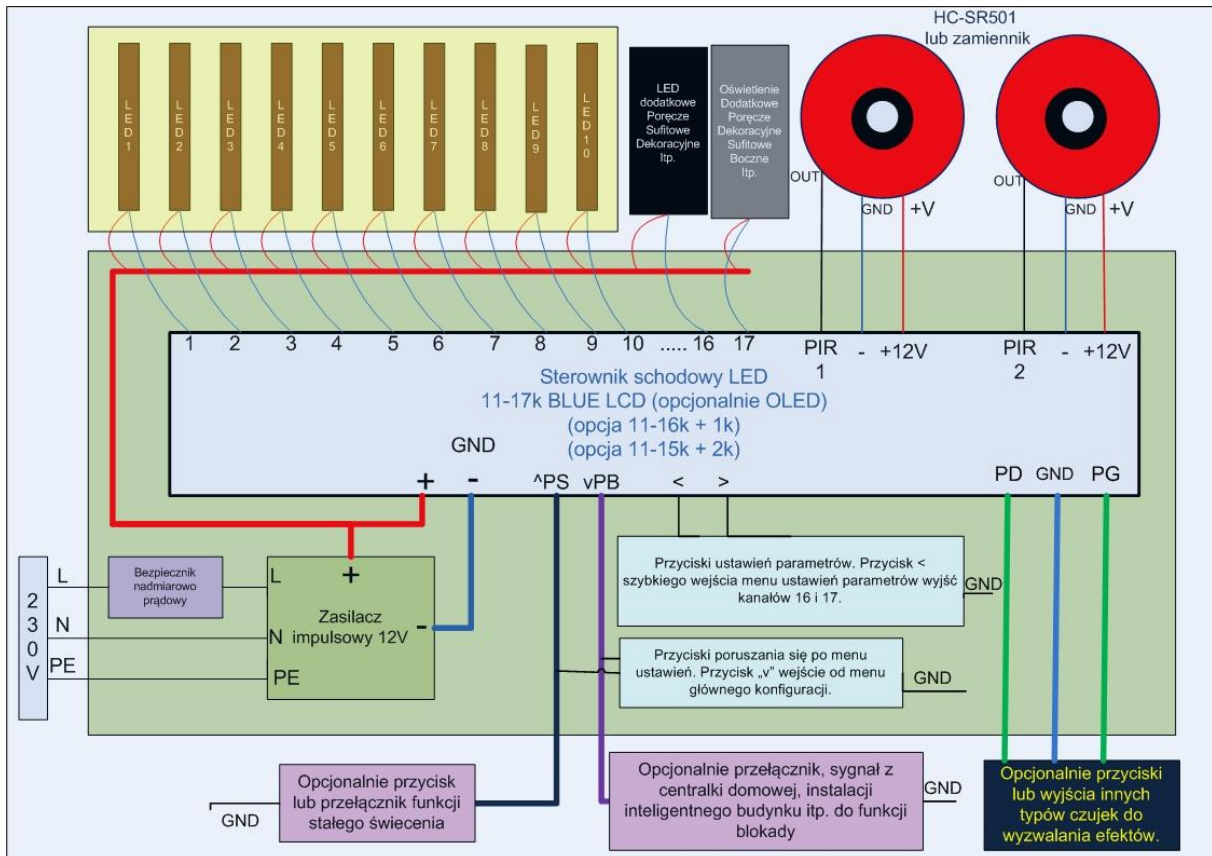 HC-SR501
lub zamiennik
LED1
LED2
LED3
LED4
LED5
LED6
LED7
LED8
LED9
LED10
LED
dodatkowe
Poręcze
Sufitowe
Dekoracyjne
Itp.
Oświetlenie
Dodatkowe
Poręcze
Dekoracyjne
Sufitowe
Boczne
Itp.
OUT
GND
+V
OUT
GND
+V
1 2 3 4 5 6 7 8 9 10 ..... 16 17
PIR
1
- +12V
PIR
2
- +12V
Sterownik schodowy LED
11-17k BLUE LCD (opcjonalnie OLED)
(opcja 11-16k + 1k)
(opcja 11-15k + 2k)
GND
+ - ^PS vPB < >
PD GND PG
230V
L
N
PE
Bezpiecznik
nadmiarowo
prądowy
+
L
Zasilacz
impulsowy 12V
-
N
PE
Przyciski ustawień parametrów. Przycisk <
szybkiego wejścia menu ustawień parametrów wyjść
kanałów 16 i 17.
GND
Przyciski poruszania się po menu
ustawień. Przycisk „v” wejście od menu
głównego konfiguracji.
GND
Opcjonalnie przycisk
lub przełącznik funkcji
stałego świecenia
GND
Opcjonalnie przełącznik, sygnał z
centralki domowej, instalacji
inteligentnego budynku itp. do funkcji
blokady
GND
Opcjonalnie przyciski
lub wyjścia innych
typów czujek do
wyzwalania efektów.